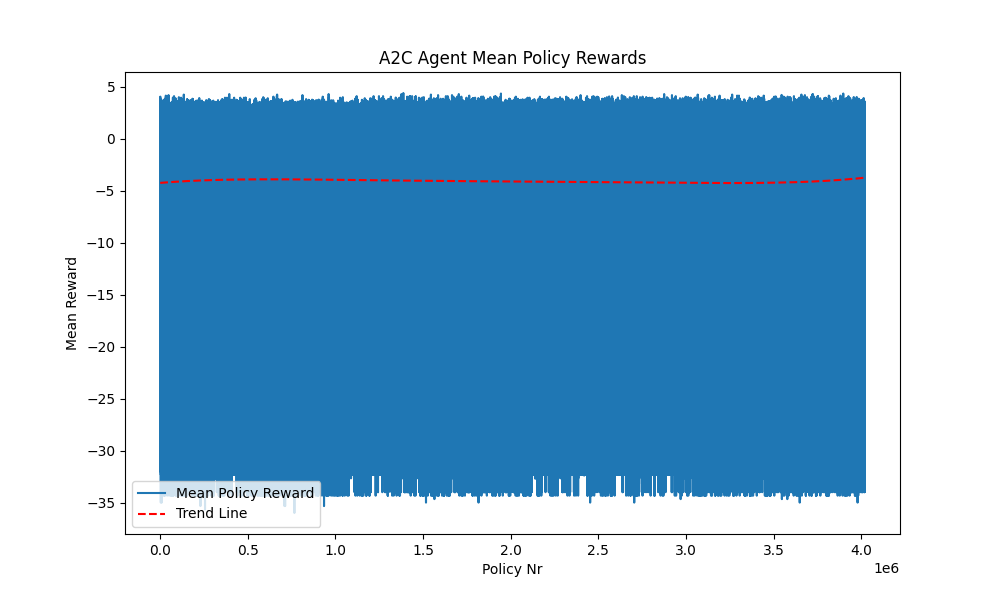 A2C Agent Mean Policy Rewards
5
0
−5
−10
−15
−20
−25
−30
−35
Mean Reward
Mean Policy Reward
Trend Line
0.0 0.5 1.0 1.5 2.0 2.5 3.0 3.5 4.0
1e6
Policy Nr